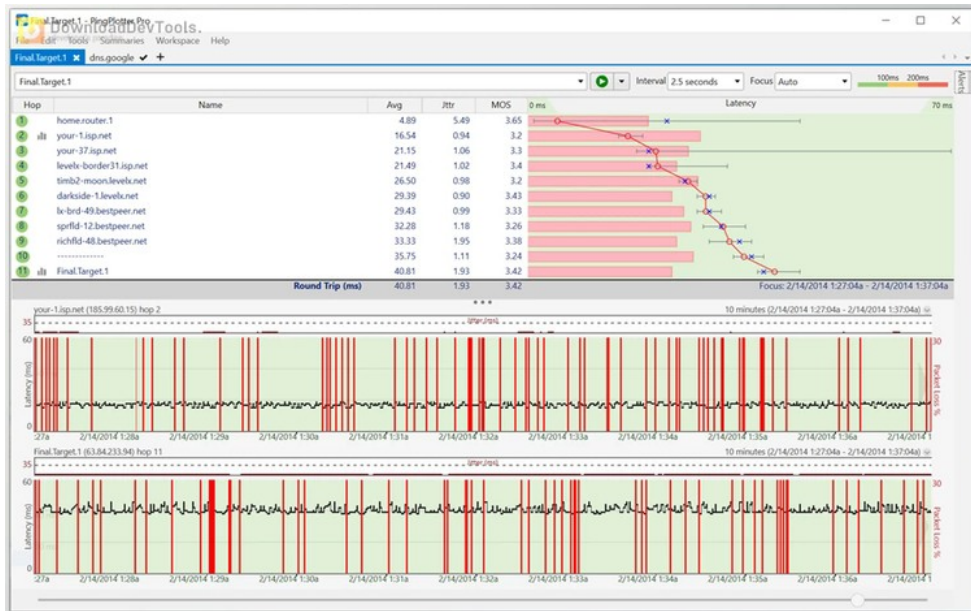 Final.Target.1 - PingPlotter Pro
DownloadDevTools.
File Edit Tools Summaries Workspace Help
Final.Target.1 dns.google
Final.Target.1 Interval 2.5 seconds Focus Auto 100ms 200ms
Alerts
Hop Name Avg Jttr MOS 0 ms Latency 70 ms
1 home.router.1 4.89 5.49 3.65
2 your-1.isp.net 16.54 0.94 3.2
3 your-37.isp.net 21.15 1.06 3.3
4 levelx-border31.isp.net 21.49 1.02 3.4
5 timb2-moon.levelx.net 26.50 0.98 3.2
6 darkside-1.levelx.net 29.39 0.90 3.43
7 lx-brd-49.bestpeer.net 29.43 0.99 3.33
8 sprfld-12.bestpeer.net 32.28 1.18 3.26
9 richfld-48.bestpeer.net 33.33 1.95 3.38
10 ------------- 35.75 1.11 3.24
11 Final.Target.1 40.81 1.93 3.42
Round Trip (ms) 40.81 1.93 3.42 Focus: 2/14/2014 1:27:04a - 2/14/2014 1:37:04a
your-1.isp.net (185.99.60.15) hop 2 10 minutes (2/14/2014 1:27:04a - 2/14/2014 1:37:04a)
35 Jitter (ms)
60 30
Latency (ms)
Packet Loss %
0
:27a 2/14/2014 1:28a 2/14/2014 1:29a 2/14/2014 1:30a 2/14/2014 1:31a 2/14/2014 1:32a 2/14/2014 1:33a 2/14/2014 1:34a 2/14/2014 1:35a 2/14/2014 1:36a 2/14/2014 1
Final.Target.1 (63.84.233.94) hop 11 10 minutes (2/14/2014 1:27:04a - 2/14/2014 1:37:04a)
35 Jitter (ms)
60 30
Latency (ms)
Packet Loss %
0
:27a 2/14/2014 1:28a 2/14/2014 1:29a 2/14/2014 1:30a 2/14/2014 1:31a 2/14/2014 1:32a 2/14/2014 1:33a 2/14/2014 1:34a 2/14/2014 1:35a 2/14/2014 1:36a 2/14/2014 1